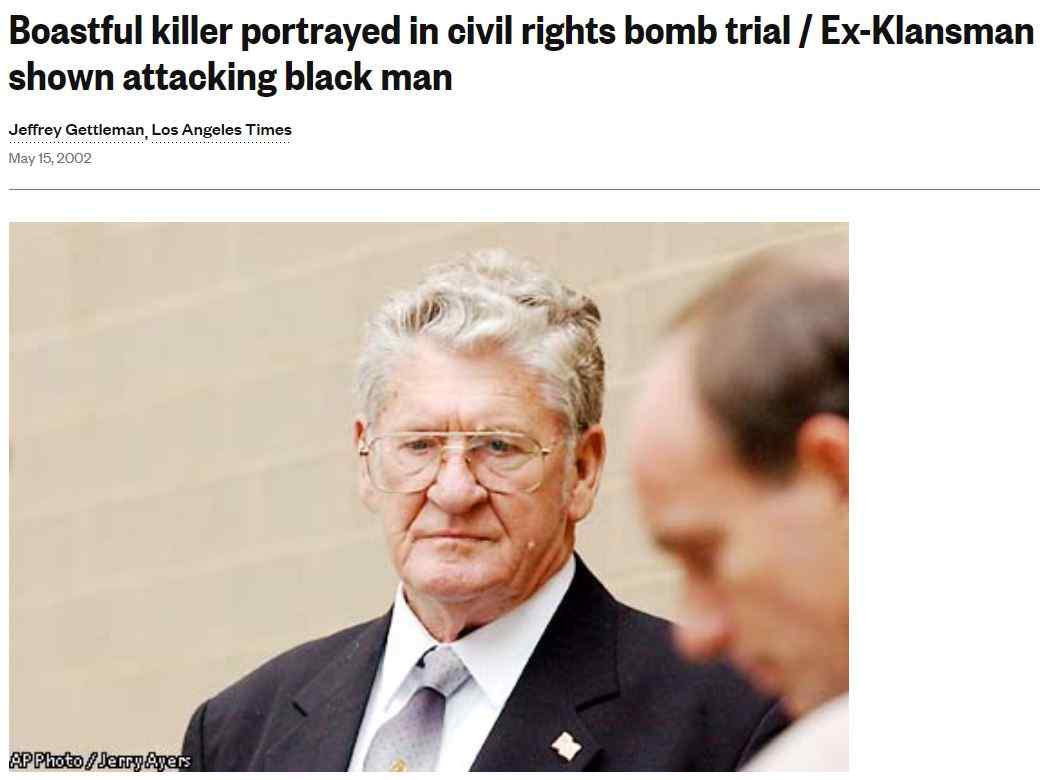 Boastful killer portrayed in civil rights bomb trial / Ex-Klansman
shown attacking black man
Jeffrey Gettleman, Los Angeles Times
May 15, 2002
AP Photo / Jerry Ayers